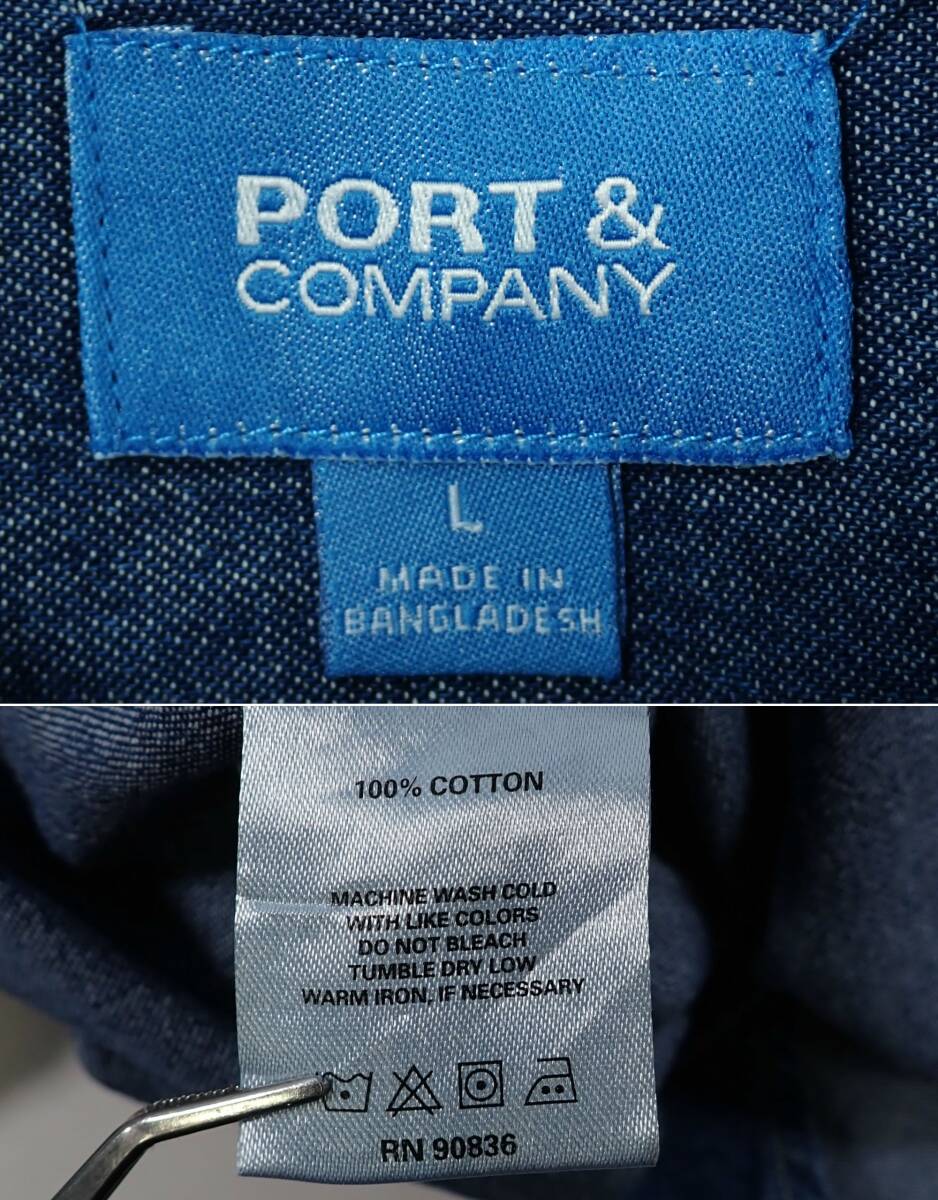 PORT &
COMPANY
L
MADE IN
BANGLADESH
100% COTTON
MACHINE WASH COLD
WITH LIKE COLORS
DO NOT BLEACH
TUMBLE DRY LOW
WARM IRON, IF NECESSARY
RN 90836